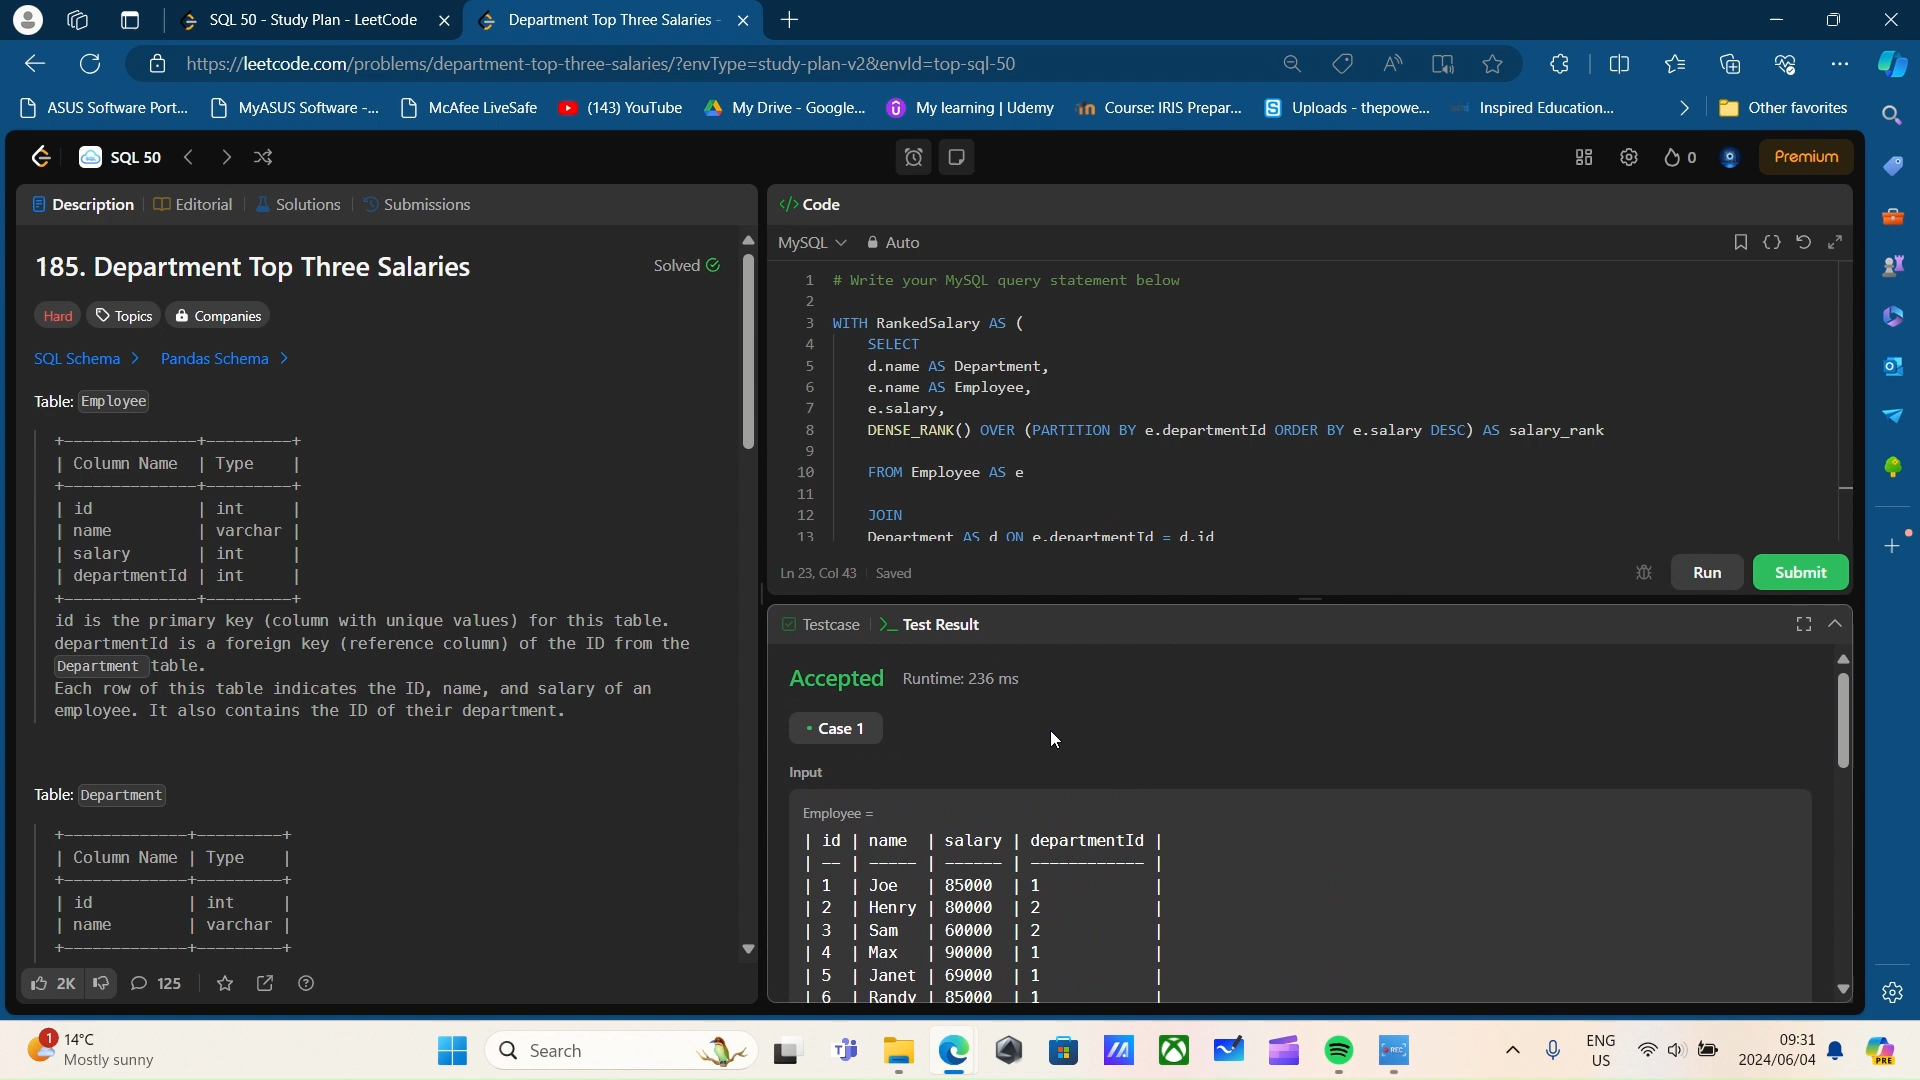 SQL 50 - Study Plan - LeetCode
Department Top Three Salaries -
https://leetcode.com/problems/department-top-three-salaries/?envType=study-plan-v2&envId=top-sql-50
ASUS Software Port...
MyASUS Software -...
McAfee LiveSafe
(143) YouTube
My Drive - Google...
My learning | Udemy
Course: IRIS Prepar...
Uploads - thepowe...
Inspired Education...
Other favorites
SQL 50
0
Premium
Description
Editorial
Solutions
Submissions
185. Department Top Three Salaries
Solved
Hard
Topics
Companies
SQL Schema >
Pandas Schema >
Table: Employee
+--------------+---------+
| Column Name  | Type    |
+--------------+---------+
| id           | int     |
| name         | varchar |
| salary       | int     |
| departmentId | int     |
+--------------+---------+
id is the primary key (column with unique values) for this table.
departmentId is a foreign key (reference column) of the ID from the
Department table.
Each row of this table indicates the ID, name, and salary of an
employee. It also contains the ID of their department.
Table: Department
+-------------+---------+
| Column Name | Type    |
+-------------+---------+
| id          | int     |
| name        | varchar |
+-------------+---------+
2K
125
</> Code
MySQL
Auto
1 # Write your MySQL query statement below
2
3 WITH RankedSalary AS (
4 SELECT
5 d.name AS Department,
6 e.name AS Employee,
7 e.salary,
8 DENSE_RANK() OVER (PARTITION BY e.departmentId ORDER BY e.salary DESC) AS salary_rank
9
10 FROM Employee AS e
11
12 JOIN
13 Department AS d ON e.departmentId = d.id
Ln 23, Col 43
Saved
Run
Submit
Testcase
>_ Test Result
Accepted
Runtime: 236 ms
• Case 1
Input
Employee =
| id | name  | salary | departmentId |
| -- | ----- | ------ | ------------ |
| 1  | Joe   | 85000  | 1            |
| 2  | Henry | 80000  | 2            |
| 3  | Sam   | 60000  | 2            |
| 4  | Max   | 90000  | 1            |
| 5  | Janet | 69000  | 1            |
| 6  | Randy | 85000  | 1            |
1
14°C
Mostly sunny
Search
REC
ENG
US
09:31
2024/06/04
PRE